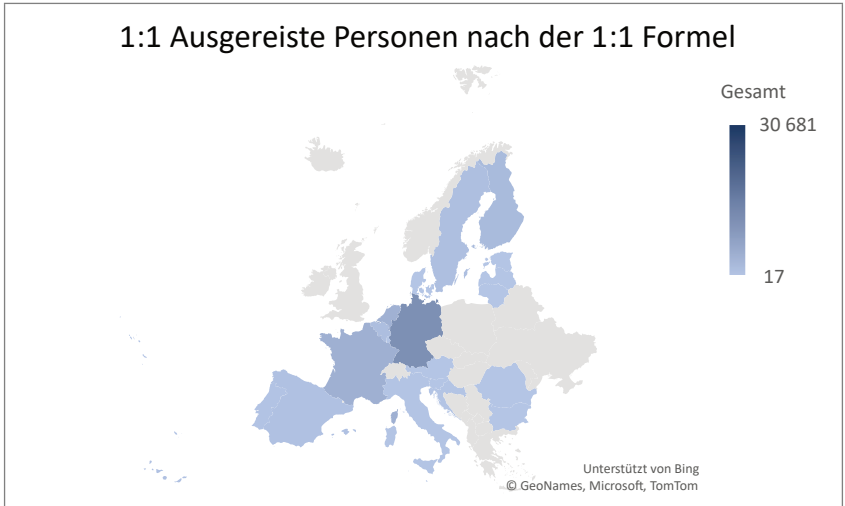 1:1 Ausgereiste Personen nach der 1:1 Formel
Gesamt
30 681
17
Unterstützt von Bing
© GeoNames, Microsoft, TomTom